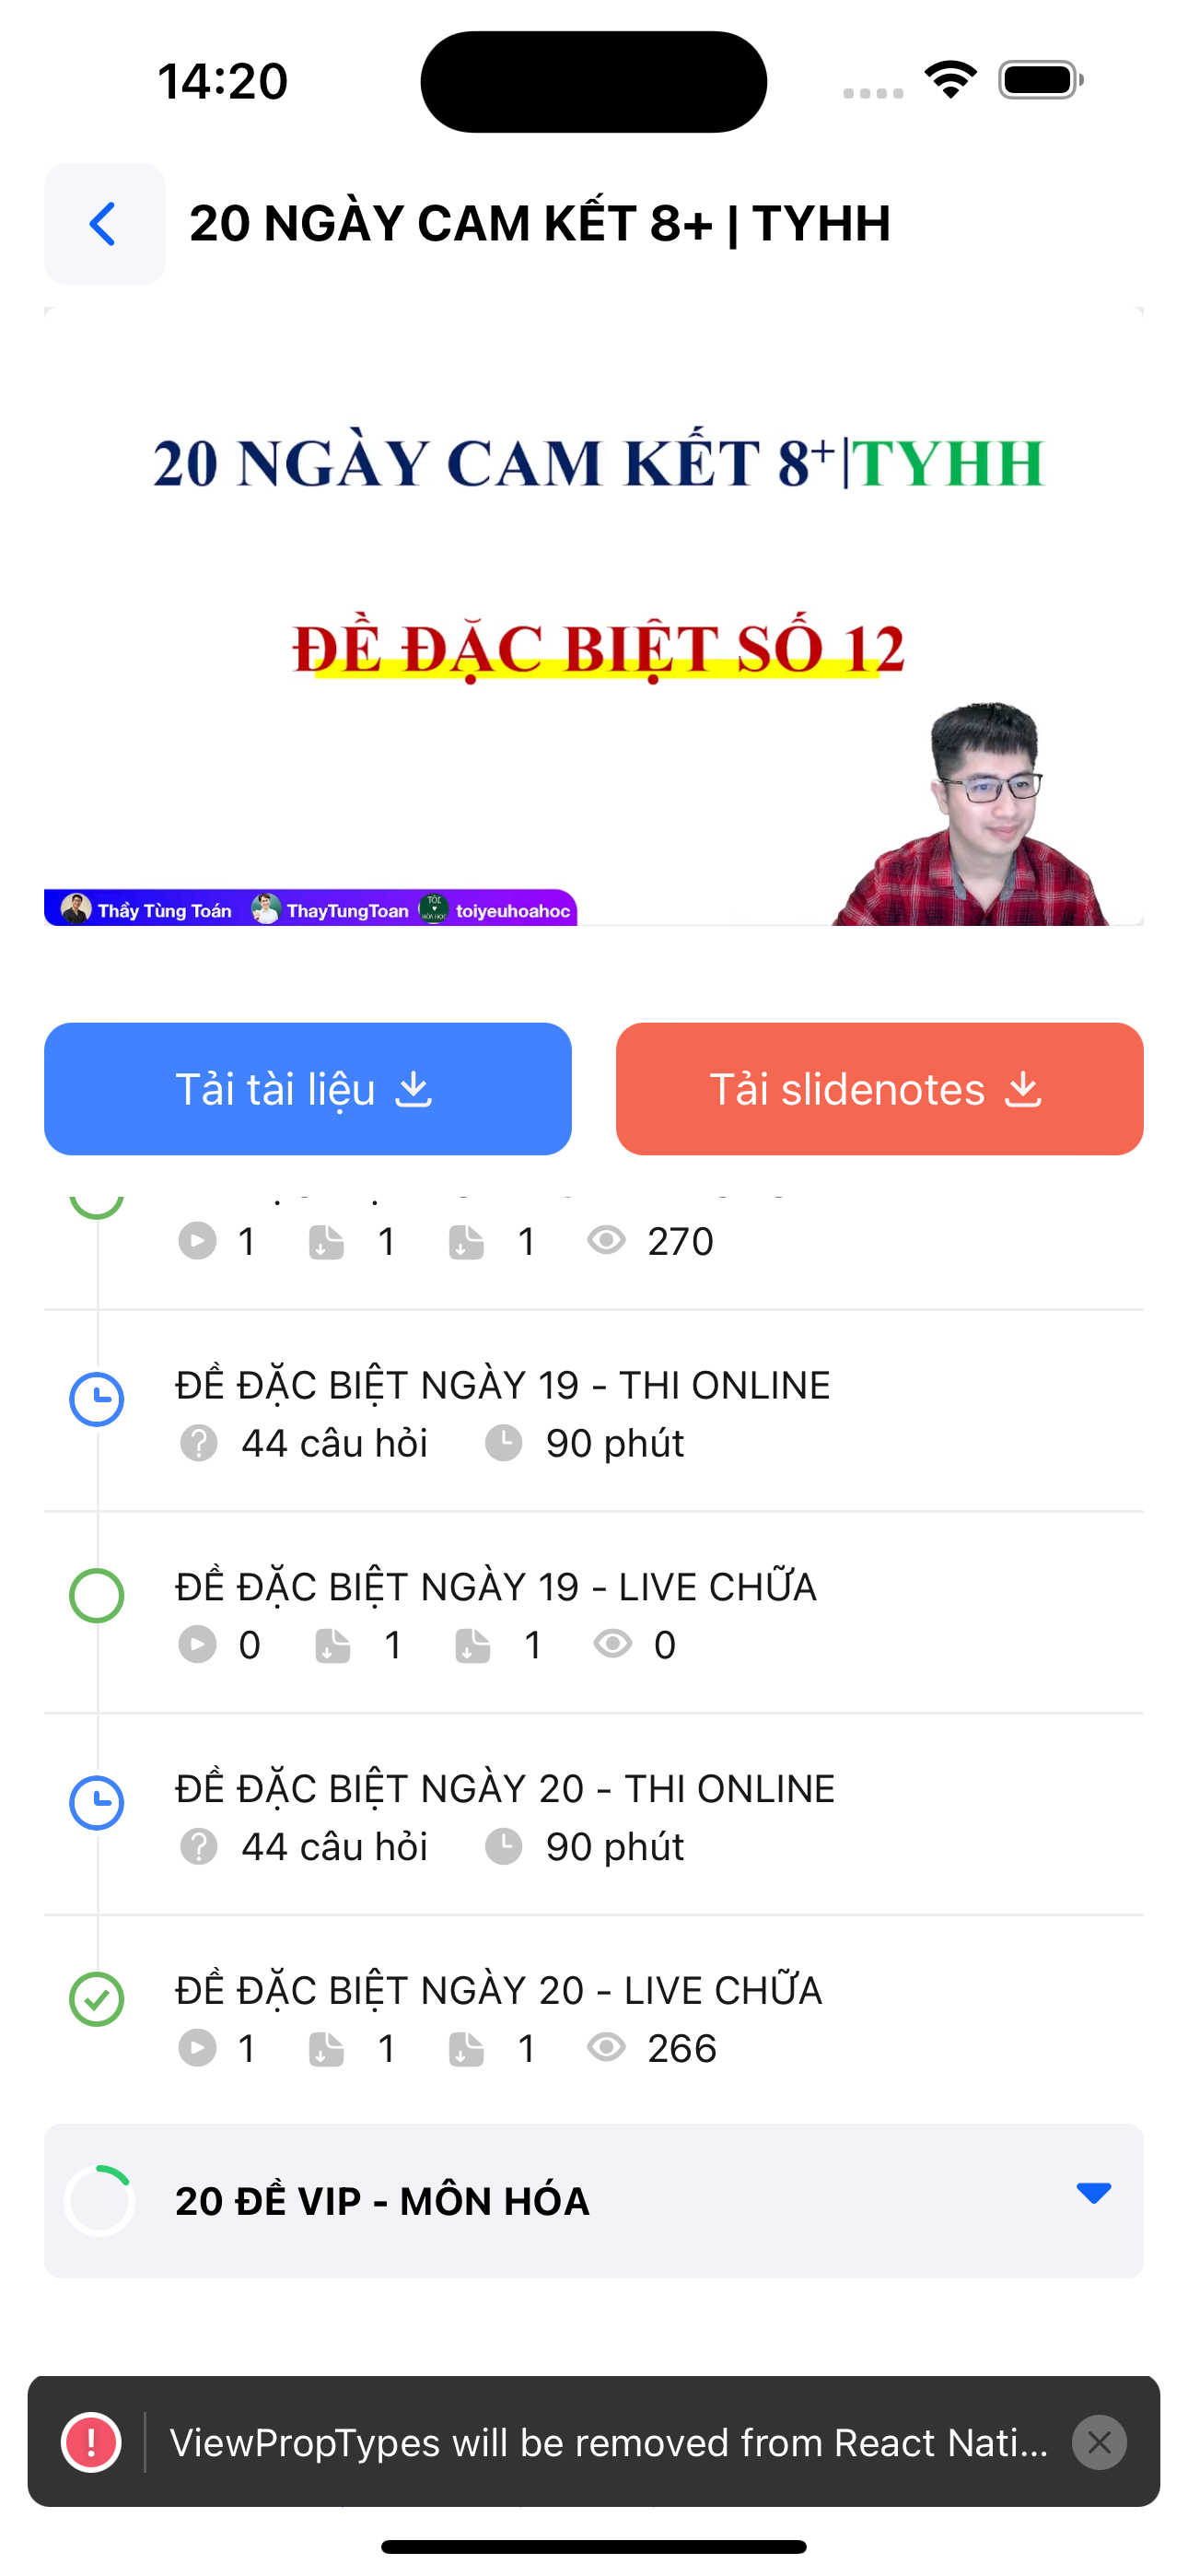 14:20
20 NGÀY CAM KẾT 8+ | TYHH
20 NGÀY CAM KẾT 8+|TYHH
ĐỀ ĐẶC BIỆT SỐ 12
Thầy Tùng Toán ThayTungToan TÔI HÓA HỌC toiyeuhoahoc
Tải tài liệu
Tải slidenotes
1 1 1 270
ĐỀ ĐẶC BIỆT NGÀY 19 - THI ONLINE
44 câu hỏi 90 phút
ĐỀ ĐẶC BIỆT NGÀY 19 - LIVE CHỮA
0 1 1 0
ĐỀ ĐẶC BIỆT NGÀY 20 - THI ONLINE
44 câu hỏi 90 phút
ĐỀ ĐẶC BIỆT NGÀY 20 - LIVE CHỮA
1 1 1 266
20 ĐỀ VIP - MÔN HÓA
ViewPropTypes will be removed from React Nati...